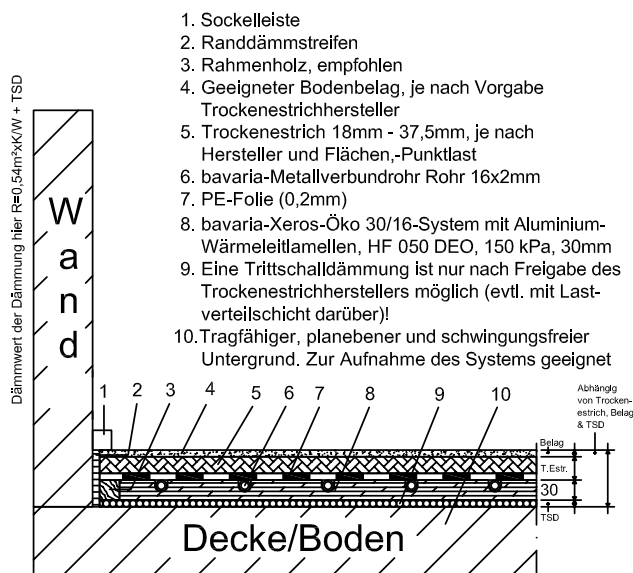 1. Sockelleiste
2. Randdämmstreifen
3. Rahmenholz, empfohlen
4. Geeigneter Bodenbelag, je nach Vorgabe
Trockenestrichhersteller
5. Trockenestrich 18mm - 37,5mm, je nach
Hersteller und Flächen,-Punktlast
6. bavaria-Metallverbundrohr Rohr 16x2mm
7. PE-Folie (0,2mm)
8. bavaria-Xeros-Öko 30/16-System mit Aluminium-
Wärmeleitlamellen, HF 050 DEO, 150 kPa, 30mm
9. Eine Trittschalldämmung ist nur nach Freigabe des
Trockenestrichherstellers möglich (evtl. mit Last-
verteilschicht darüber)!
10. Tragfähiger, planebener und schwingungsfreier
Untergrund. Zur Aufnahme des Systems geeignet
Dämmwert der Dämmung hier R=0,54m²xK/W + TSD
Wand
1 2 3 4 5 6 7 8 9 10
Abhängig
von Trocken-
estrich, Belag
& TSD
Belag
T.Estr.
30
TSD
Decke/Boden